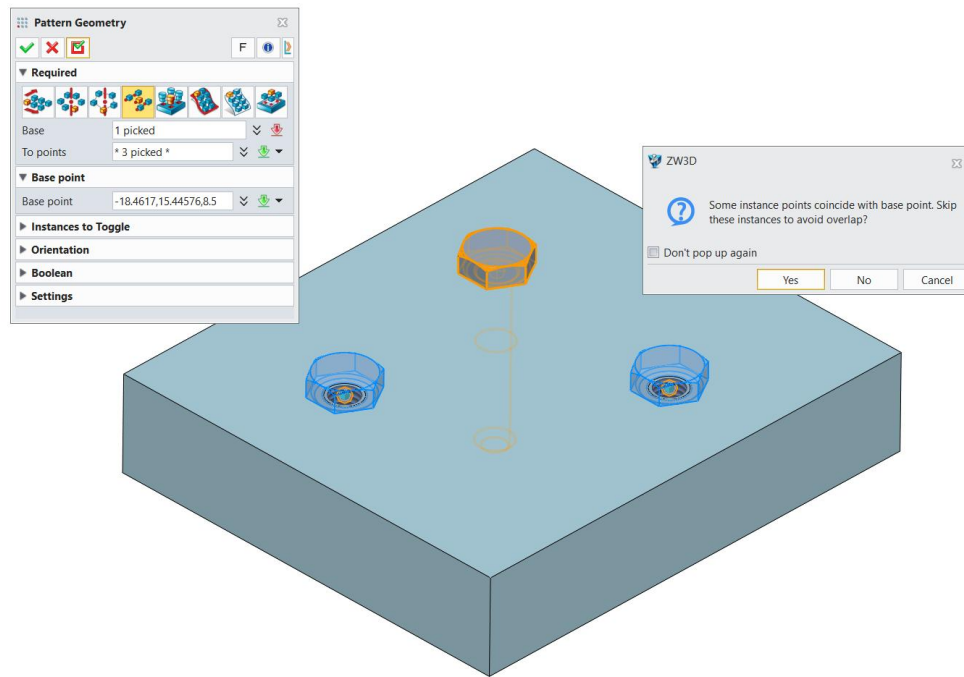 Pattern Geometry
F
Required
Base 1 picked
To points * 3 picked *
Base point
Base point -18.4617,15.44576,8.5
Instances to Toggle
Orientation
Boolean
Settings
ZW3D
Some instance points coincide with base point. Skip
these instances to avoid overlap?
Don't pop up again
Yes No Cancel